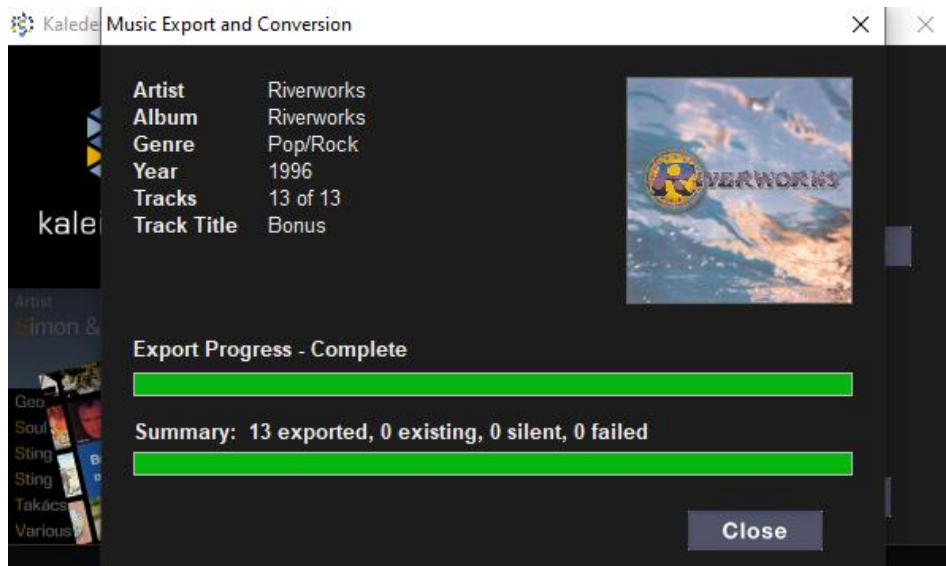 Kalede
Music Export and Conversion
Artist Riverworks
Album Riverworks
Genre Pop/Rock
Year 1996
Tracks 13 of 13
Track Title Bonus
RIVERWORKS
kalei
Artist
Simon &
Export Progress - Complete
Geo
Soul
Sting
Sting
Takács
Various
Summary: 13 exported, 0 existing, 0 silent, 0 failed
Close